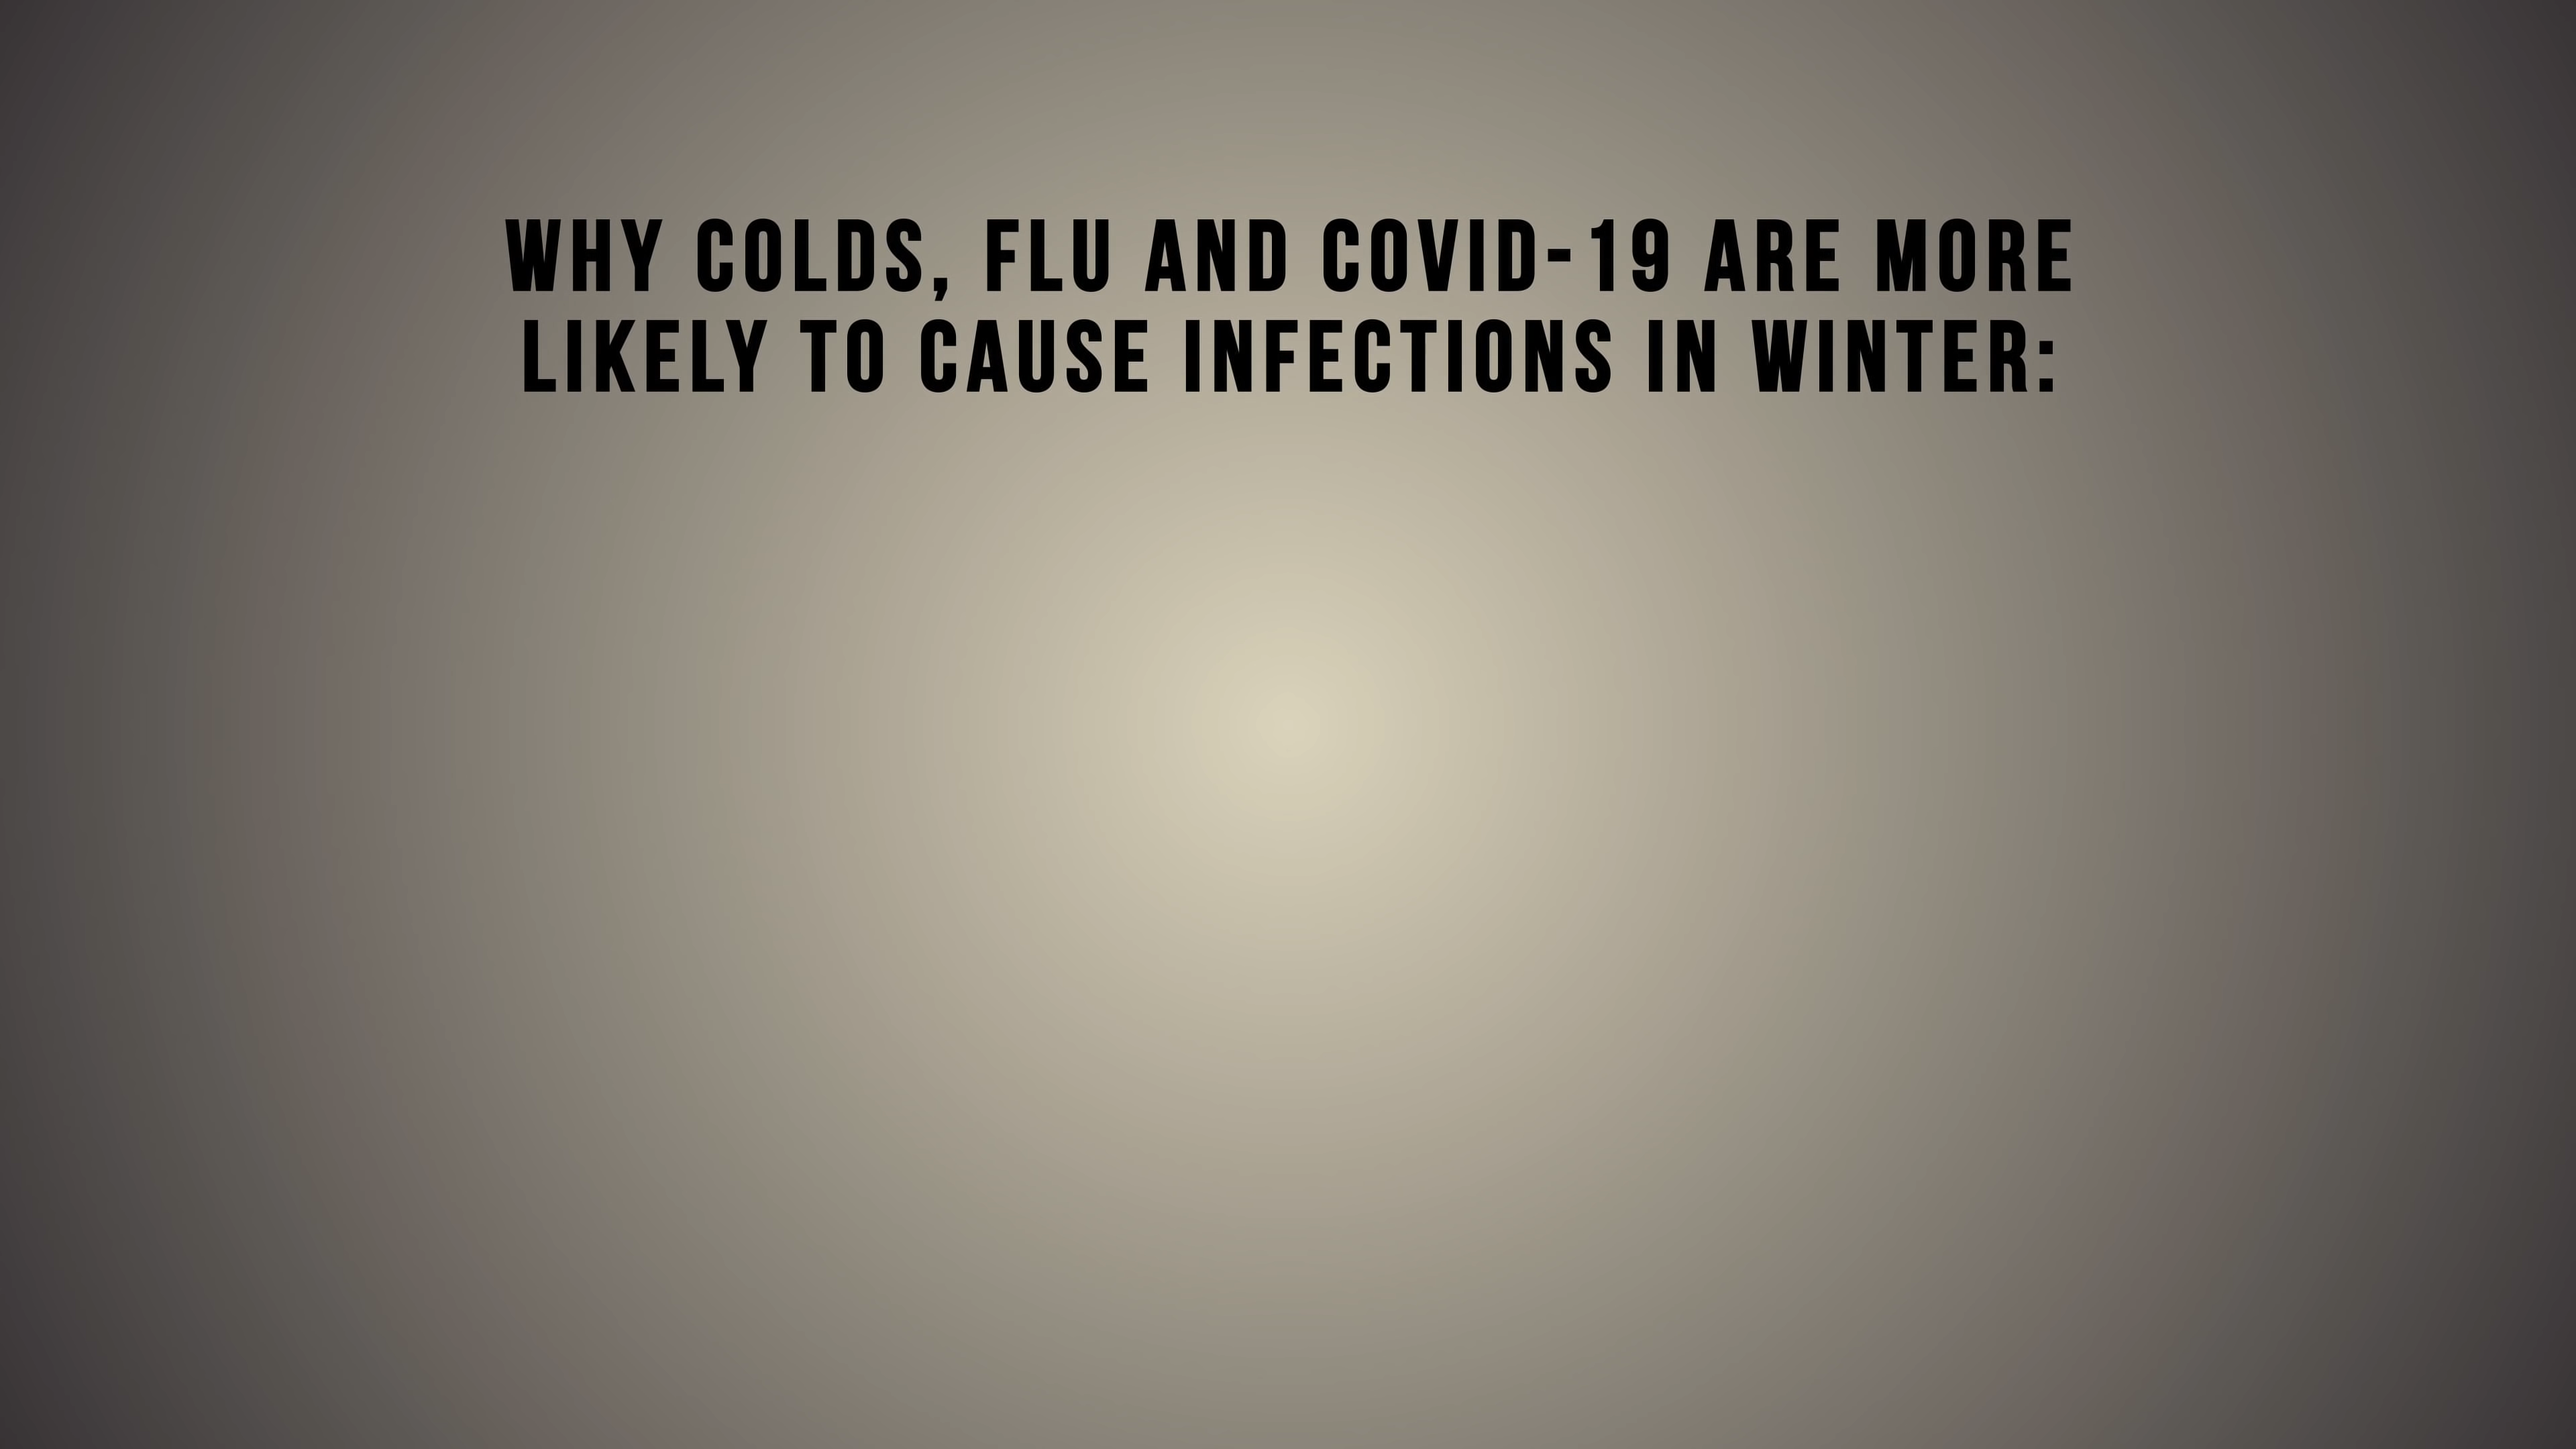 WHY COLDS, FLU AND COVID-19 ARE MORE
LIKELY TO CAUSE INFECTIONS IN WINTER: